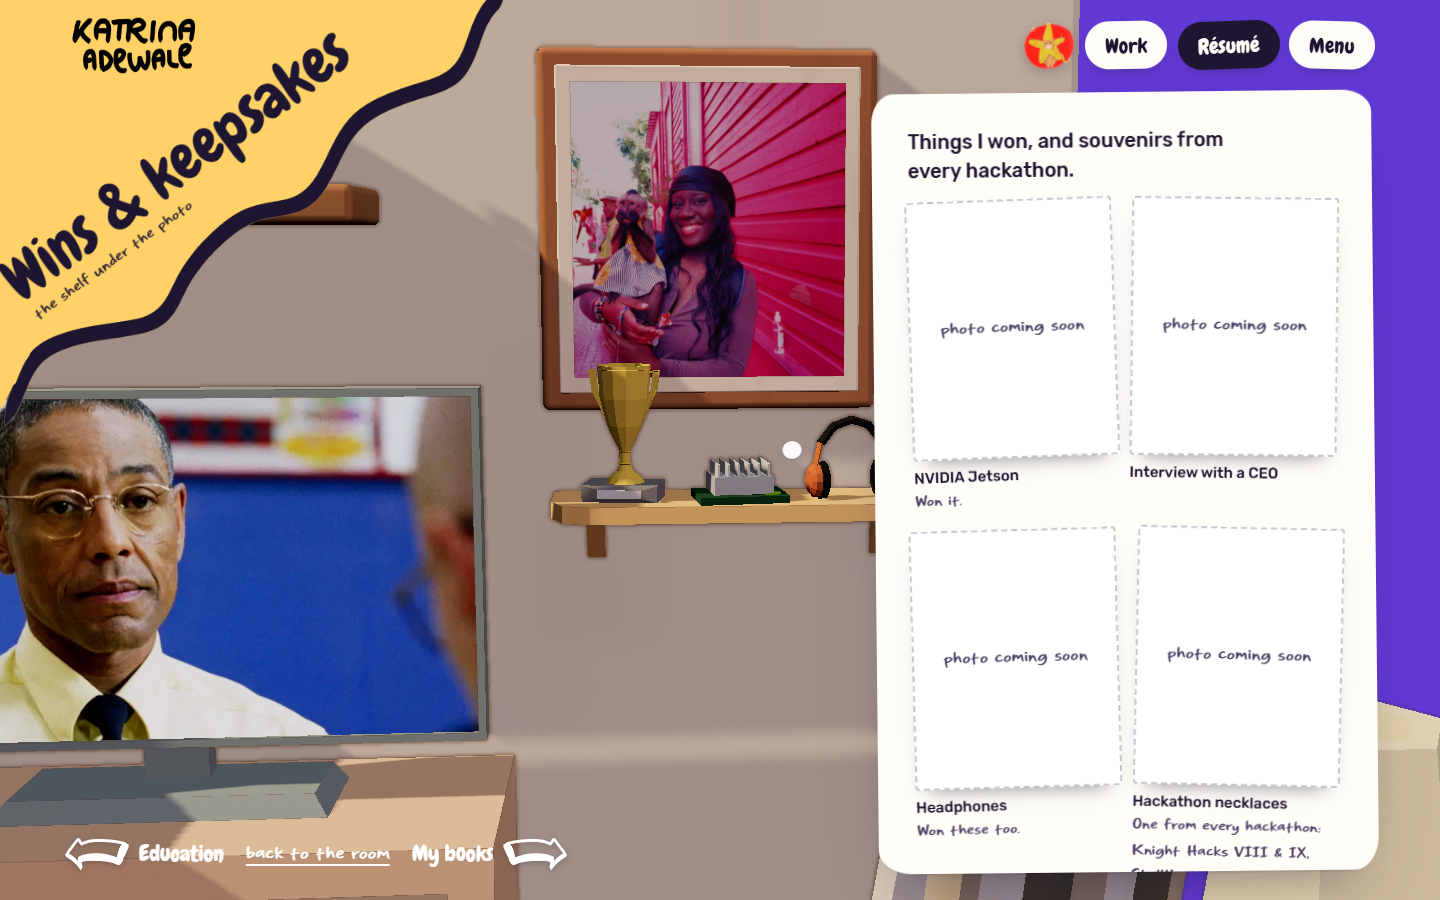 KATRINA
ADEWALE
Work
Résumé
Menu
Wins & keepsakes
the shelf under the photo
Things I won, and souvenirs from
every hackathon.
photo coming soon
photo coming soon
NVIDIA Jetson
Won it.
Interview with a CEO
photo coming soon
photo coming soon
Headphones
Won these too.
Hackathon necklaces
One from every hackathon:
Knight Hacks VIII & IX,
Education
back to the room
My books